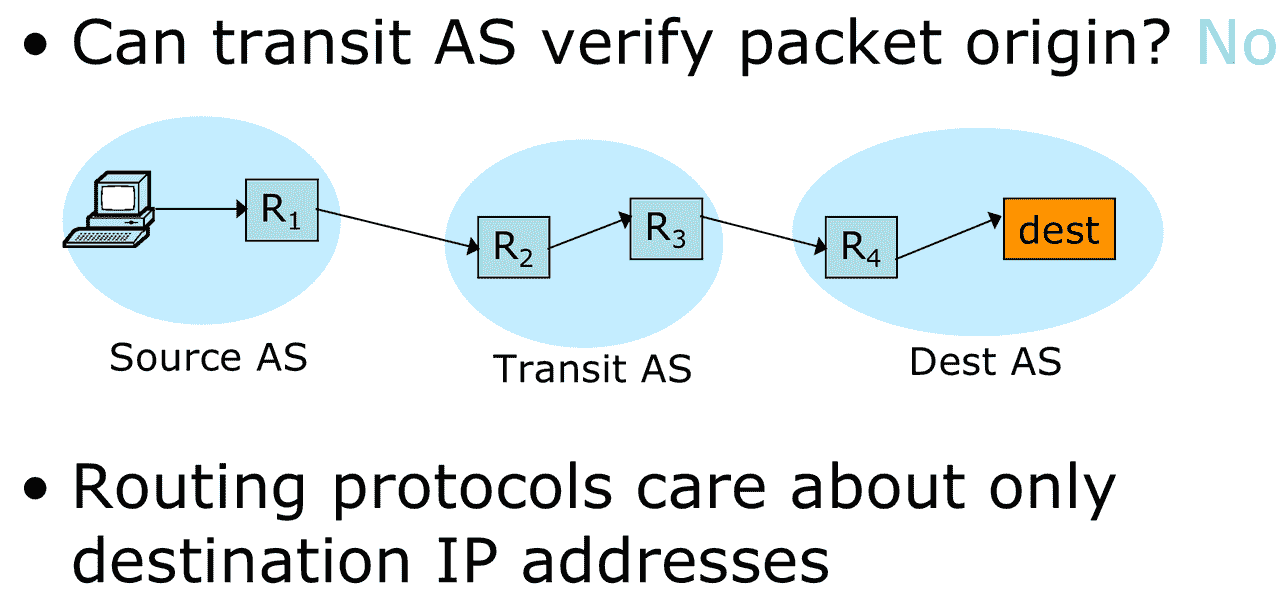 • Can transit AS verify packet origin? No
R1
R2
R3
R4
dest
Source AS
Transit AS
Dest AS
• Routing protocols care about only
destination IP addresses